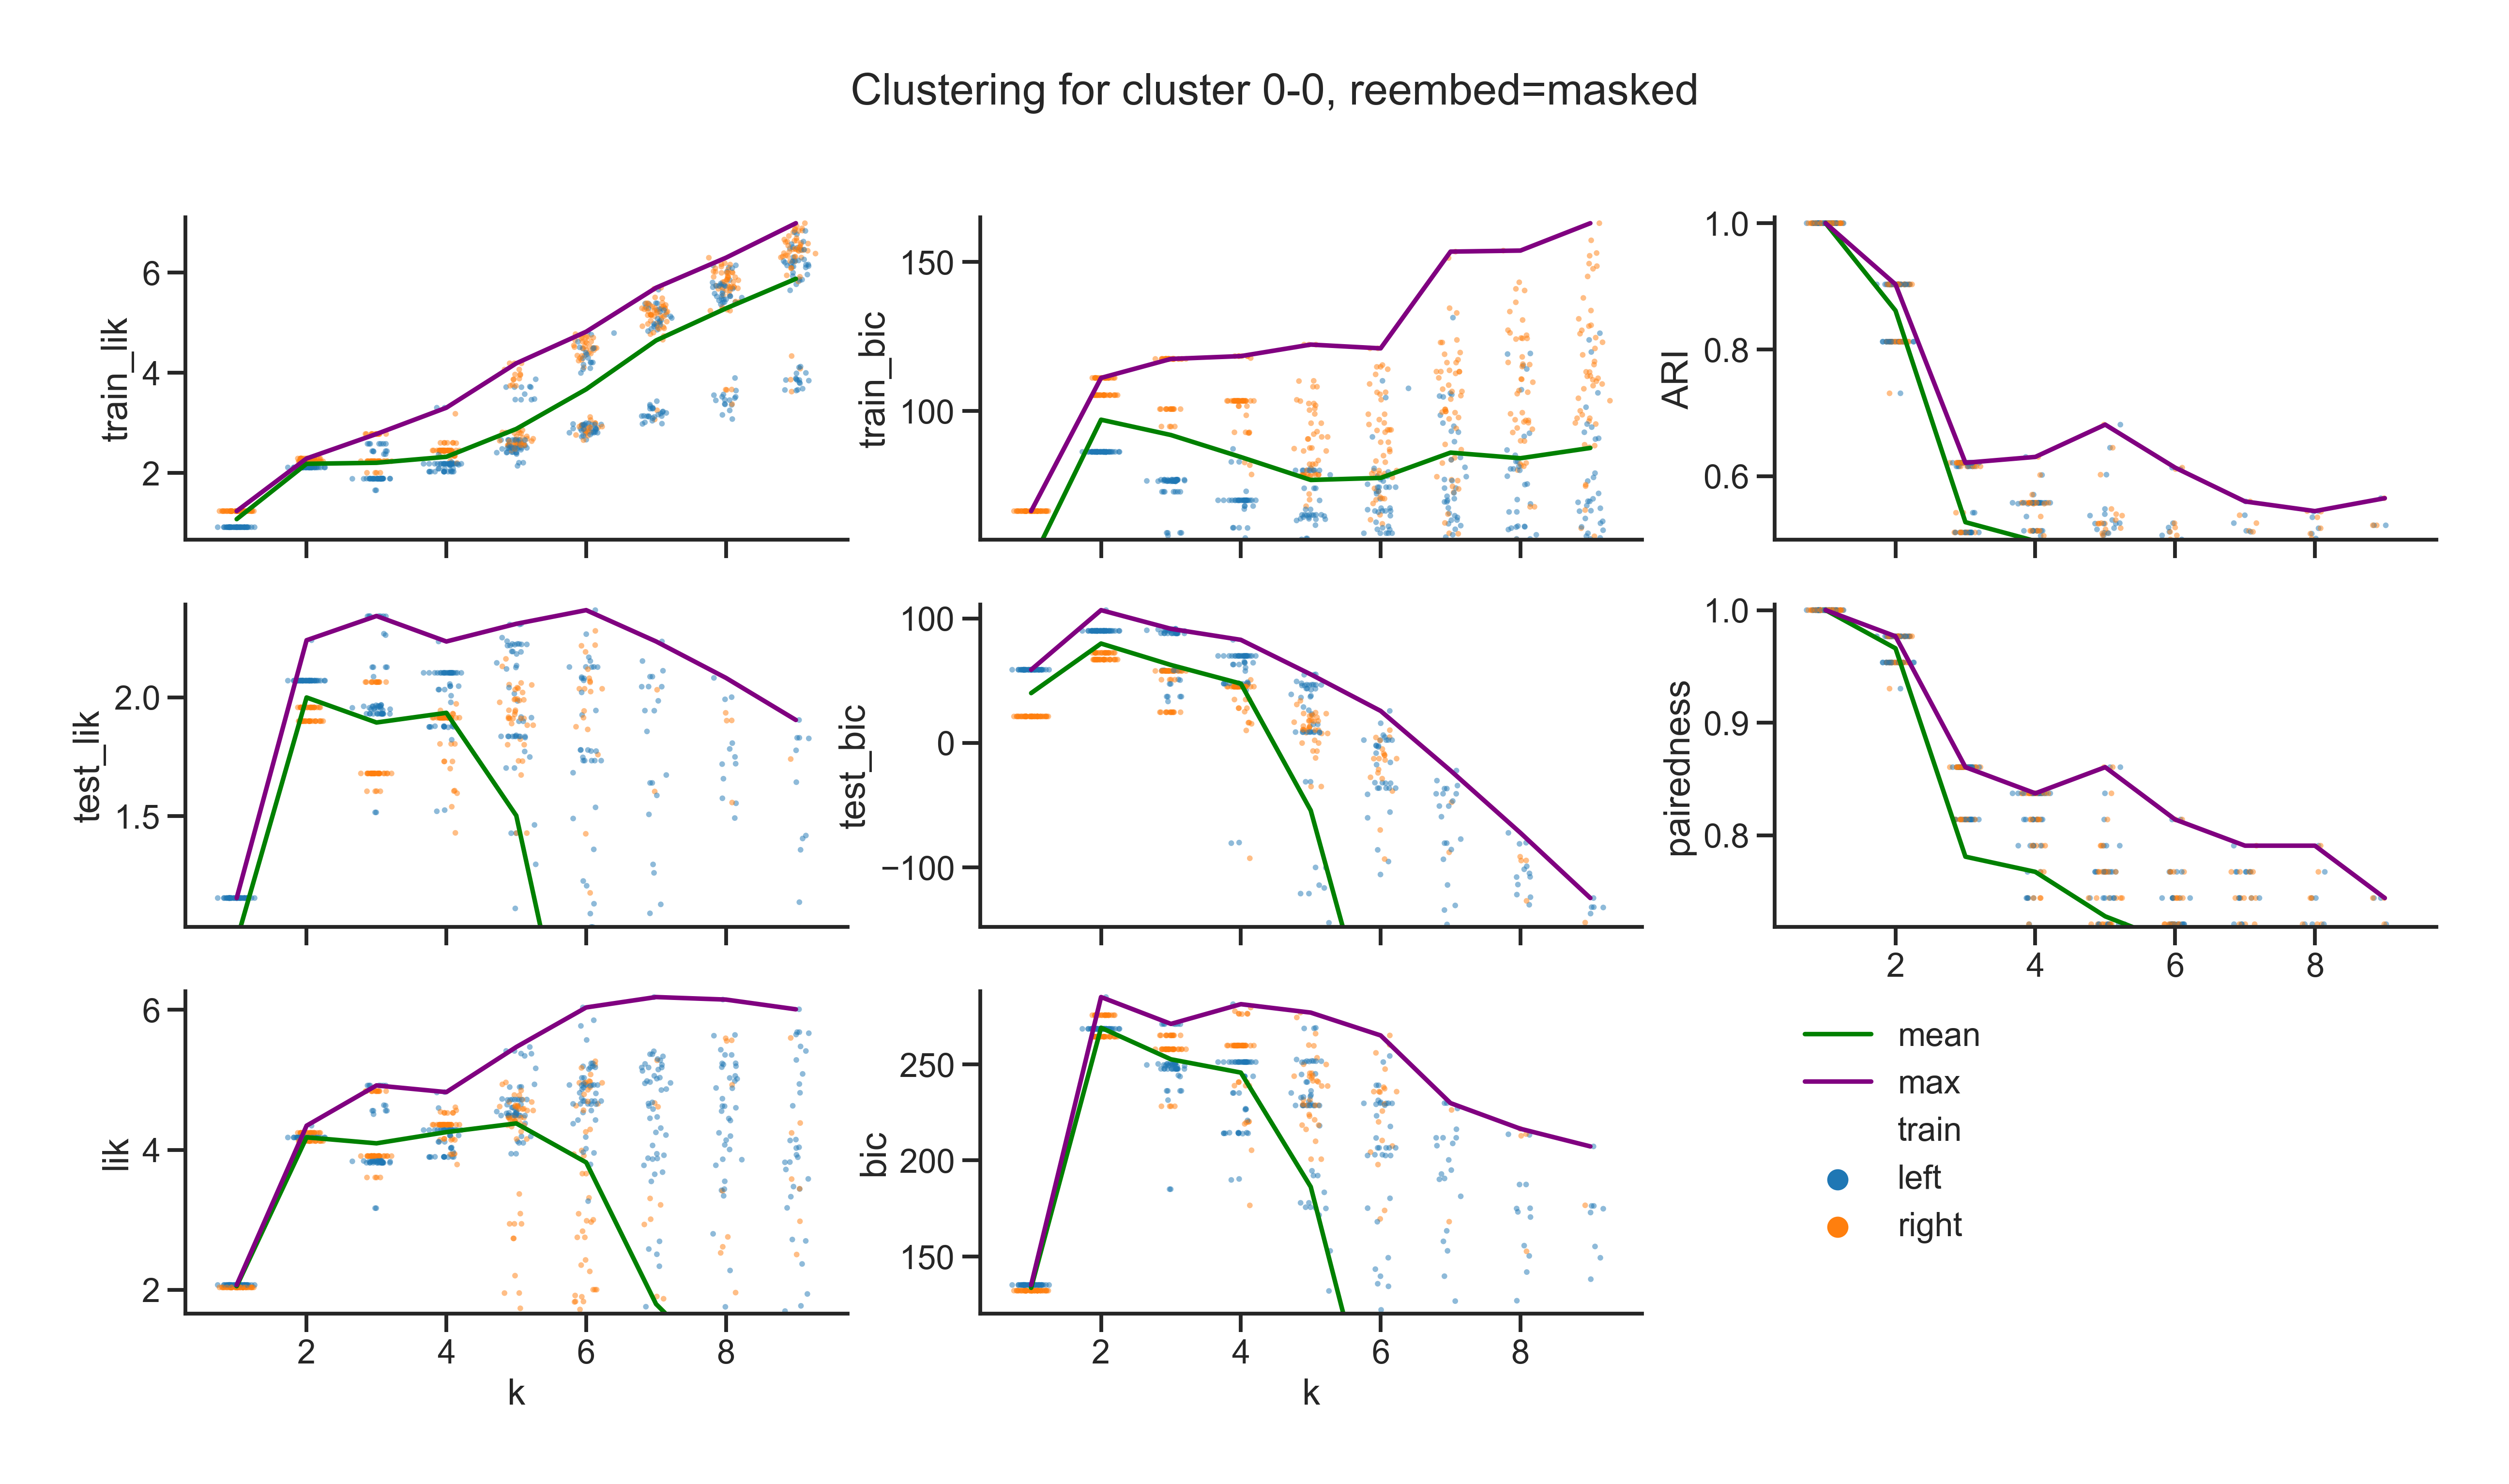 Clustering for cluster 0-0, reembed=masked
train_lik
6
4
2
train_bic
150
100
ARI
1.0
0.8
0.6
test_lik
2.0
1.5
test_bic
100
0
−100
pairedness
1.0
0.9
0.8
2 4 6 8
lik
6
4
2
2 4 6 8
k
bic
250
200
150
2 4 6 8
k
mean
max
train
left
right